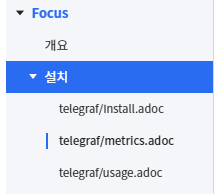 Focus
개요
설치
telegraf/Install.adoc
telegraf/metrics.adoc
telegraf/usage.adoc